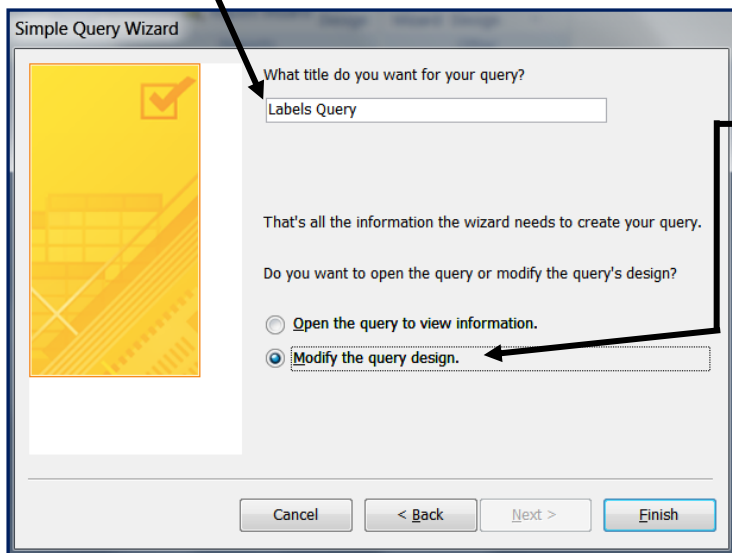 Simple Query Wizard
What title do you want for your query?
Labels Query
That's all the information the wizard needs to create your query.
Do you want to open the query or modify the query's design?
Open the query to view information.
Modify the query design.
Cancel
< Back
Next >
Finish